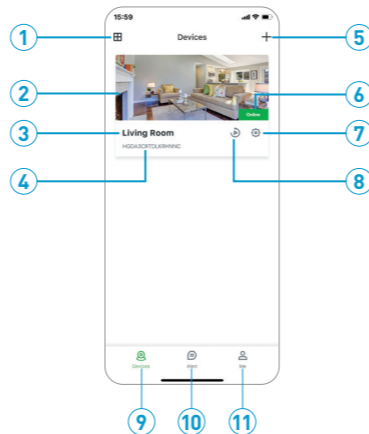 15:59
1
Devices
5
2
6
Online
3
Living Room
7
4
HGDASCRTDLKRHNNC
8
Devices
Alert
Me
9
10
11